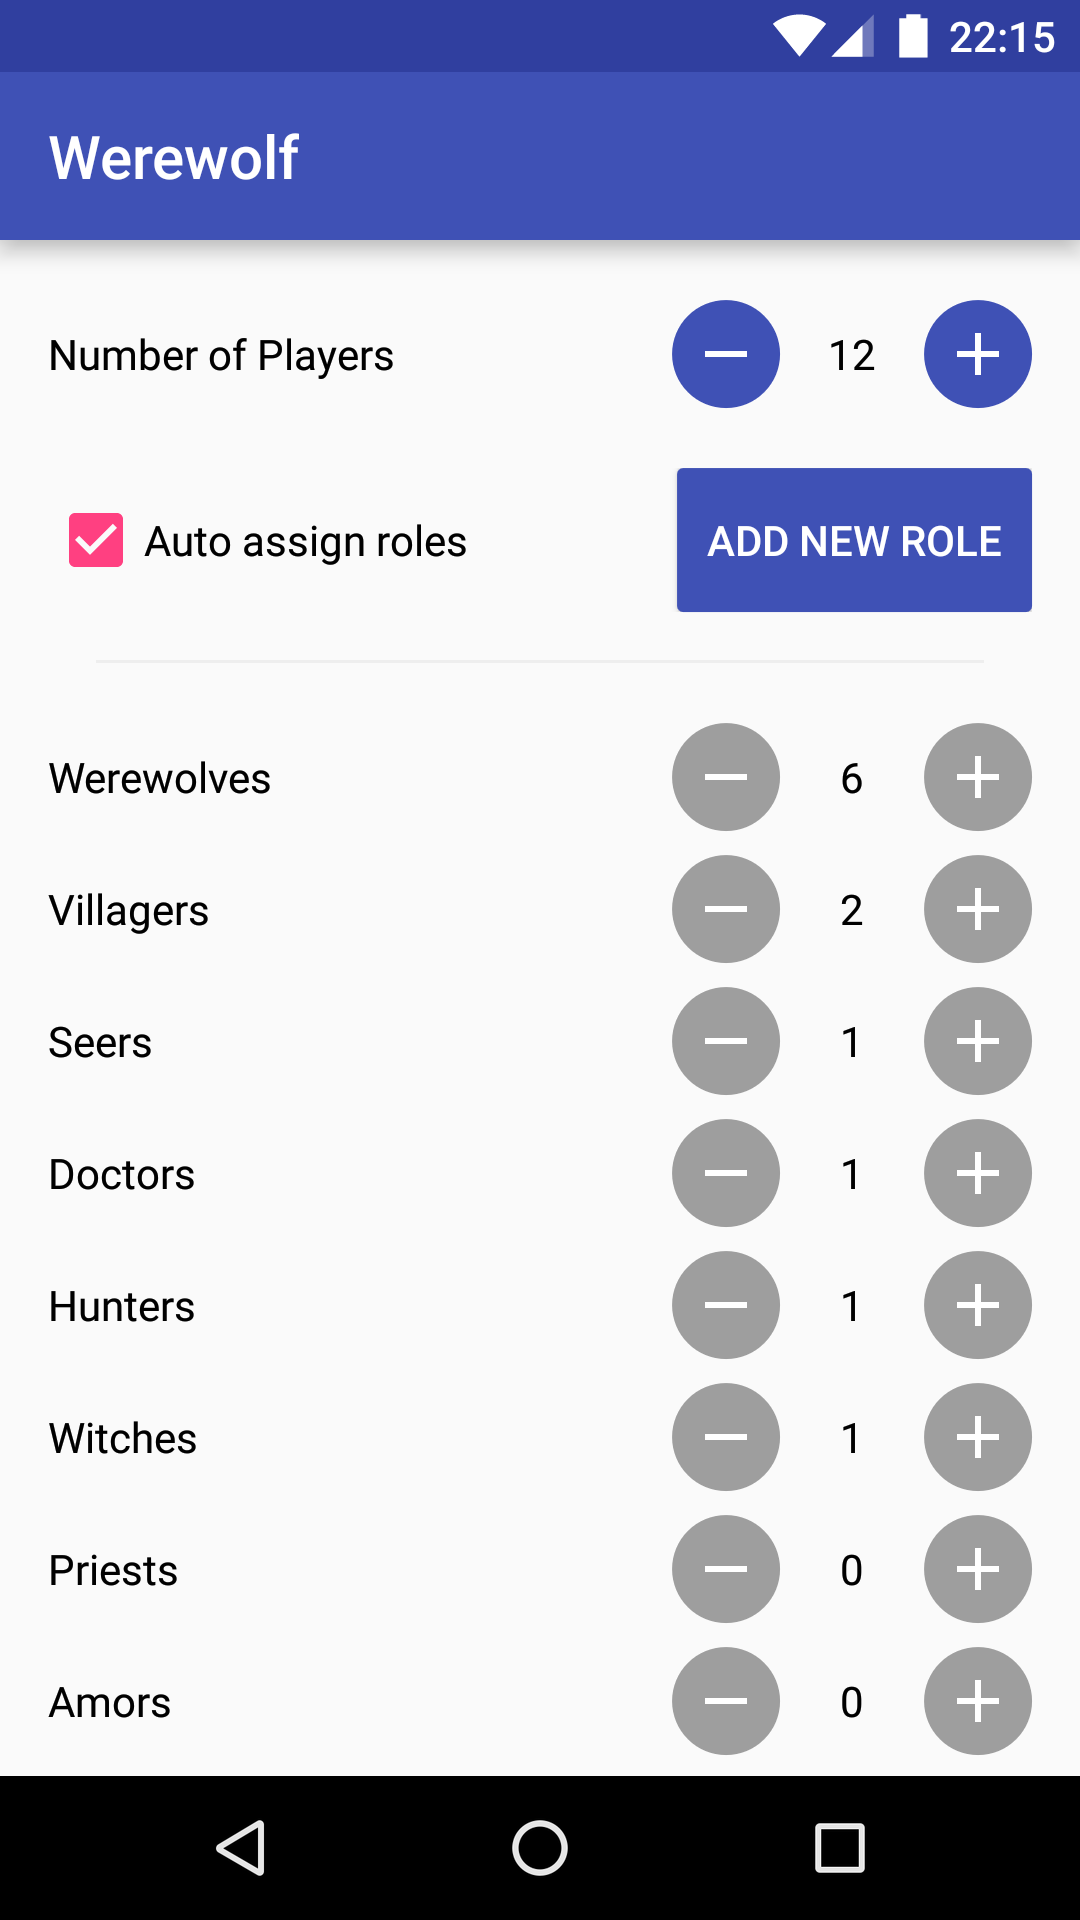 22:15
Werewolf
Number of Players 12
Auto assign roles ADD NEW ROLE
Werewolves 6
Villagers 2
Seers 1
Doctors 1
Hunters 1
Witches 1
Priests 0
Amors 0